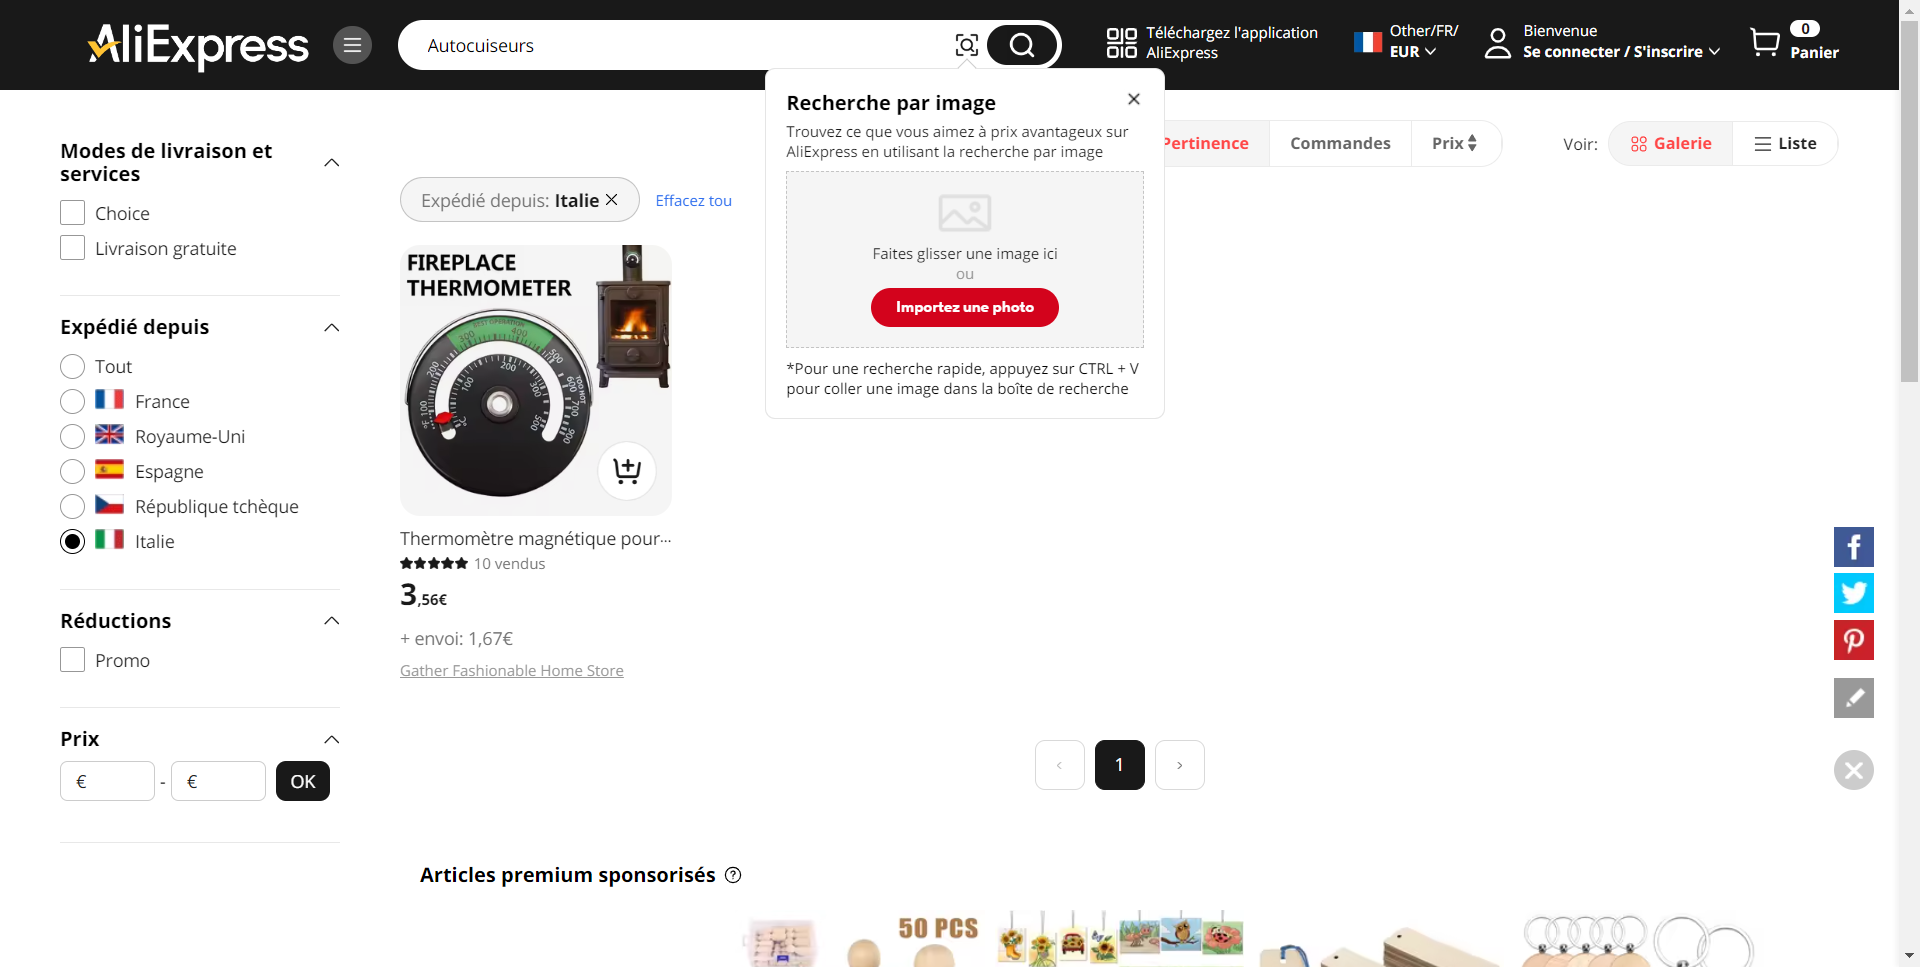 AliExpress
Autocuiseurs
Téléchargez l'application
AliExpress
Other/FR/
EUR
Bienvenue
Se connecter / S'inscrire
0
Panier
Recherche par image
Trouvez ce que vous aimez à prix avantageux sur
AliExpress en utilisant la recherche par image
Faites glisser une image ici
ou
Importez une photo
*Pour une recherche rapide, appuyez sur CTRL + V
pour coller une image dans la boîte de recherche
Pertinence
Commandes
Prix
Voir:
Galerie
Liste
Modes de livraison et
services
Choice
Livraison gratuite
Expédié depuis
Tout
France
Royaume-Uni
Espagne
République tchèque
Italie
Réductions
Promo
Prix
€
-
€
OK
Expédié depuis: Italie
Effacez tou
FIREPLACE
THERMOMETER
BEST OPERATION
Thermomètre magnétique pour...
10 vendus
3,56€
+ envoi: 1,67€
Gather Fashionable Home Store
<
1
>
Articles premium sponsorisés
50 PCS